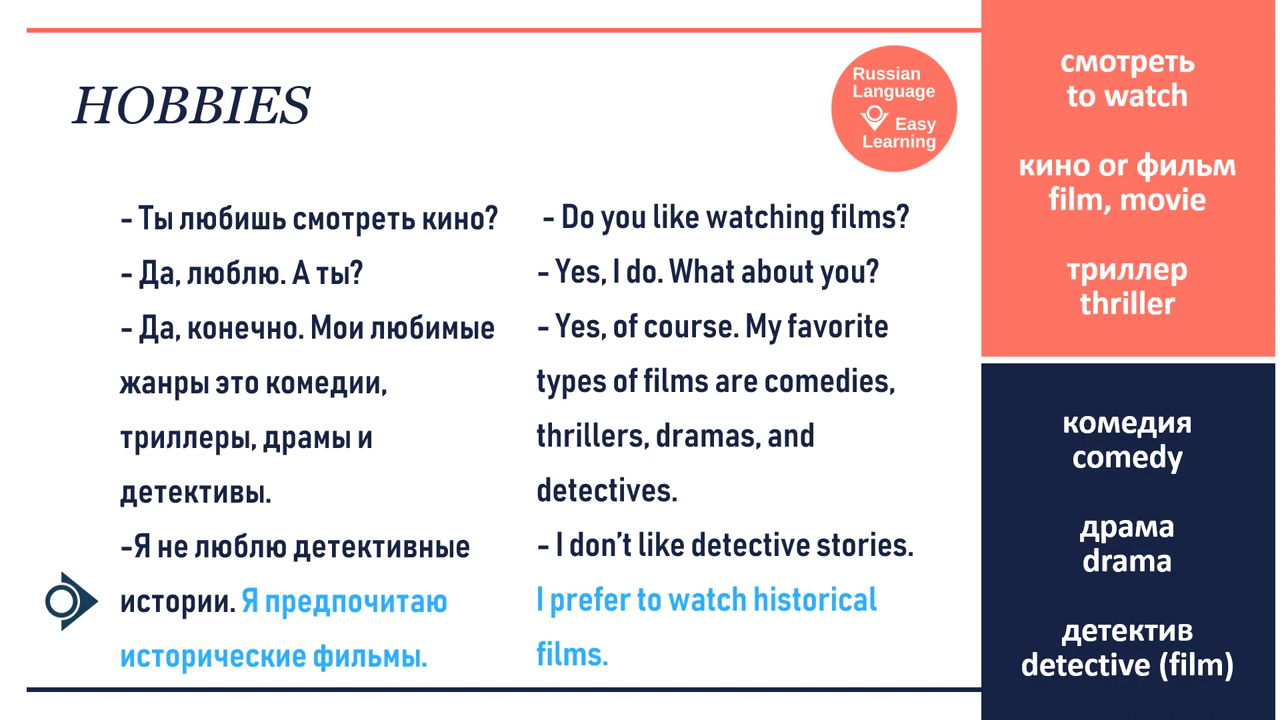 HOBBIES
Russian
Language
Easy
Learning
- Ты любишь смотреть кино?
- Да, люблю. А ты?
- Да, конечно. Мои любимые
жанры это комедии,
триллеры, драмы и
детективы.
-Я не люблю детективные
истории. Я предпочитаю
исторические фильмы.
- Do you like watching films?
- Yes, I do. What about you?
- Yes, of course. My favorite
types of films are comedies,
thrillers, dramas, and
detectives.
- I don’t like detective stories.
I prefer to watch historical
films.
смотреть
to watch
кино or фильм
film, movie
триллер
thriller
комедия
comedy
драма
drama
детектив
detective (film)